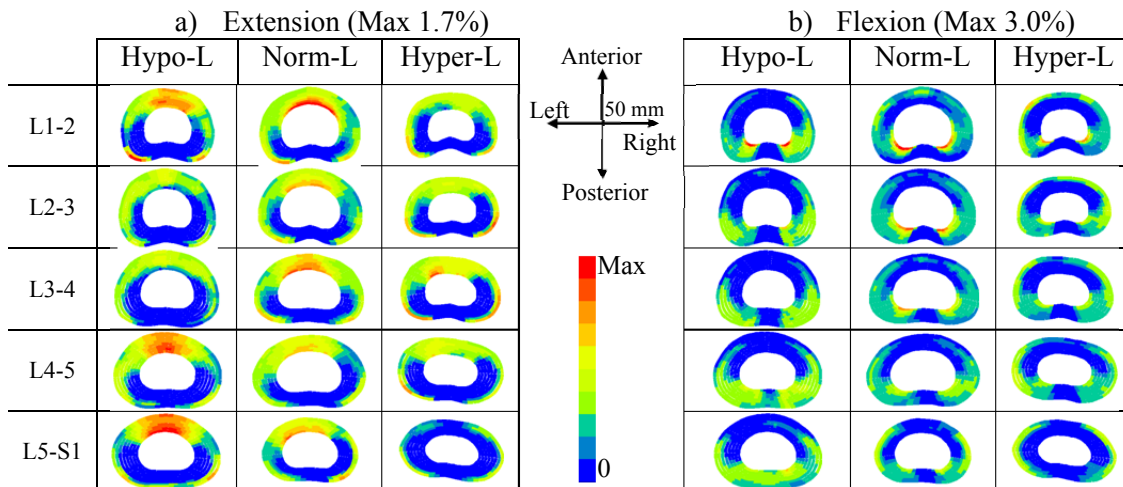 a) Extension (Max 1.7%)
b) Flexion (Max 3.0%)
Hypo-L Norm-L Hyper-L
Hypo-L Norm-L Hyper-L
Anterior
Left 50 mm
Right
Posterior
L1-2
L2-3
L3-4
L4-5
L5-S1
Max
0